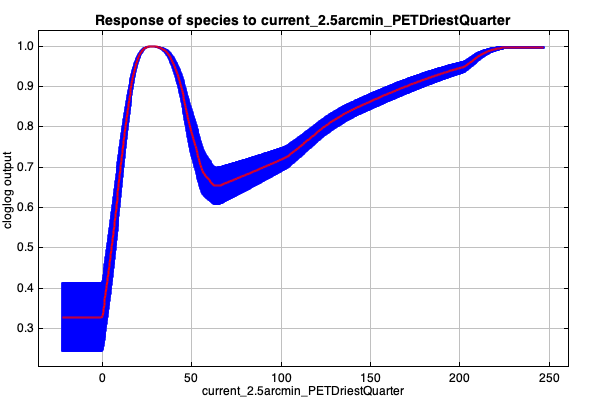 Response of species to current_2.5arcmin_PETDriestQuarter
1.0
0.9
0.8
0.7
0.6
0.5
0.4
0.3
cloglog output
0 50 100 150 200 250
current_2.5arcmin_PETDriestQuarter